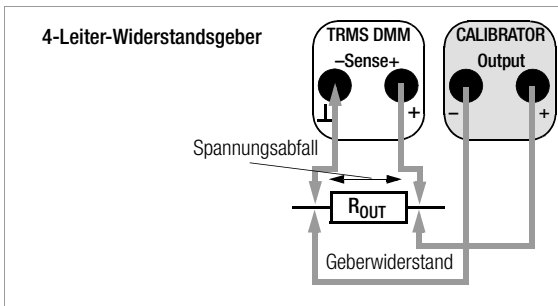 4-Leiter-Widerstandsgeber
TRMS DMM
–Sense+
⊥
+
CALIBRATOR
Output
–
+
Spannungsabfall
ROUT
Geberwiderstand